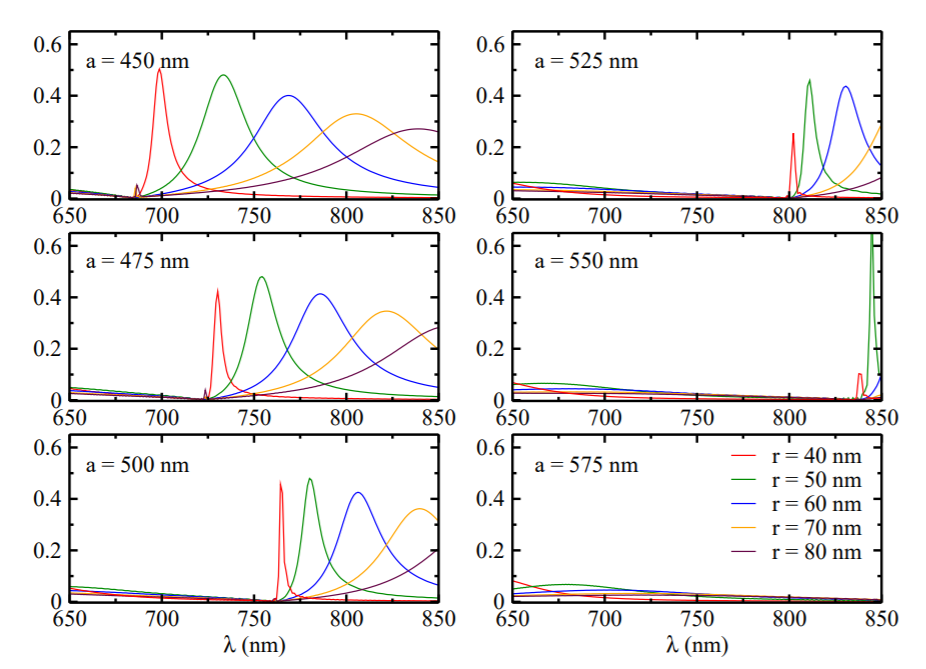 0.6
0.4
0.2
0
a = 450 nm
650 700 750 800 850
0.6
0.4
0.2
0
a = 475 nm
650 700 750 800 850
0.6
0.4
0.2
0
a = 500 nm
650 700 750 800 850
λ (nm)
0.6
0.4
0.2
0
a = 525 nm
650 700 750 800 850
0.6
0.4
0.2
0
a = 550 nm
650 700 750 800 850
0.6
0.4
0.2
0
a = 575 nm
r = 40 nm
r = 50 nm
r = 60 nm
r = 70 nm
r = 80 nm
650 700 750 800 850
λ (nm)